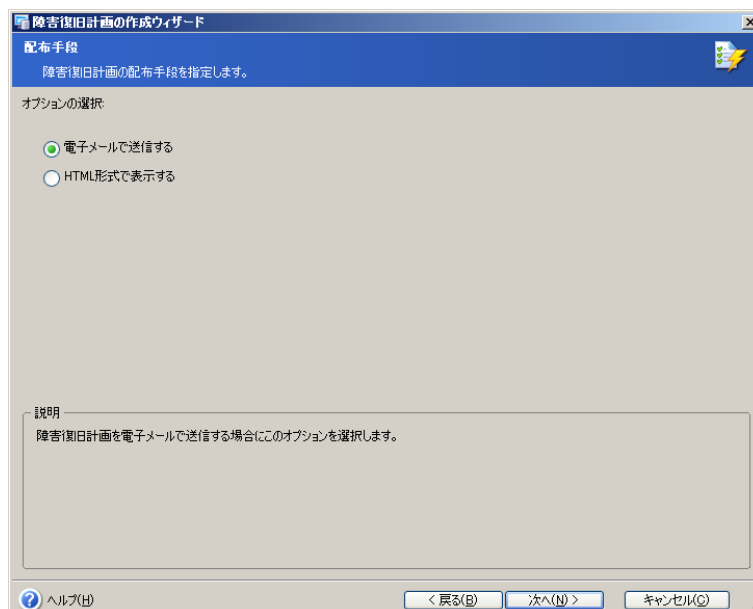 障害復旧計画の作成ウィザード
配布手段
障害復旧計画の配布手段を指定します。
オプションの選択:
電子メールで送信する
HTML形式で表示する
説明
障害復旧計画を電子メールで送信する場合にこのオプションを選択します。
ヘルプ(H)
< 戻る(B)
次へ(N) >
キャンセル(C)